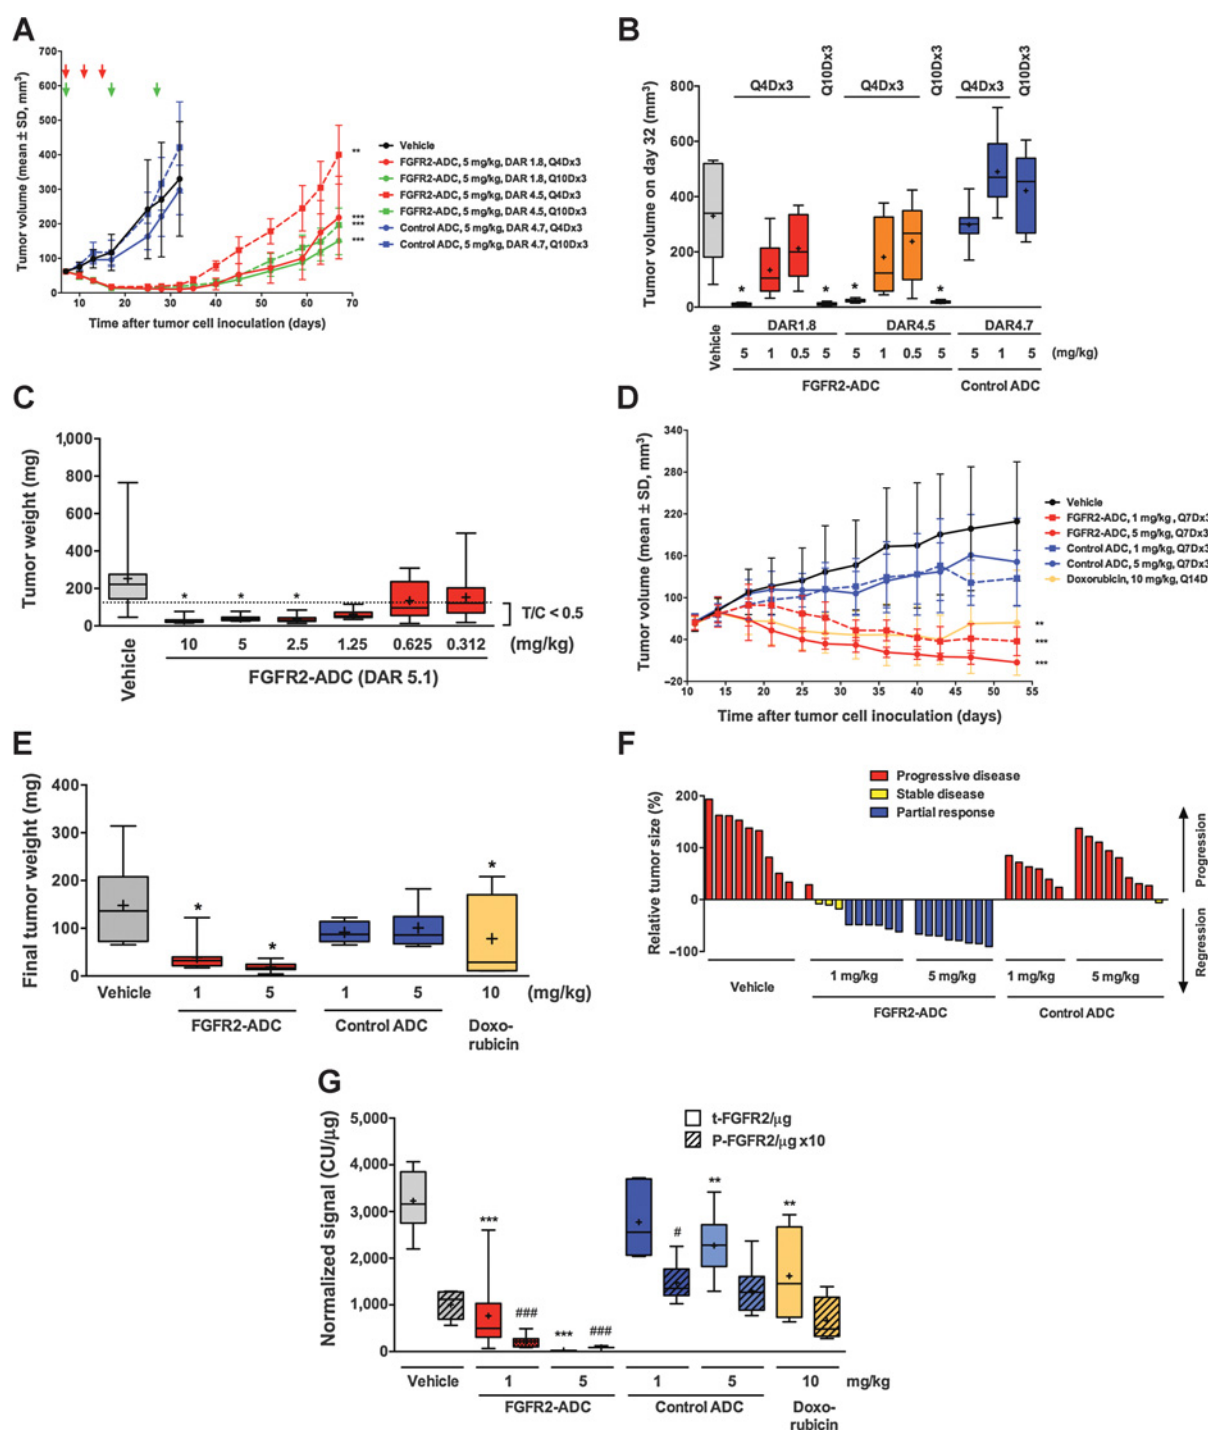 A
Tumor volume (mean ± SD, mm³)
700
600
500
400
300
200
100
0
10 20 30 40 50 60 70
Time after tumor cell inoculation (days)
Vehicle
FGFR2-ADC, 5 mg/kg, DAR 1.8, Q4Dx3
FGFR2-ADC, 5 mg/kg, DAR 1.8, Q10Dx3
FGFR2-ADC, 5 mg/kg, DAR 4.5, Q4Dx3
FGFR2-ADC, 5 mg/kg, DAR 4.5, Q10Dx3
Control ADC, 5 mg/kg, DAR 4.7, Q4Dx3
Control ADC, 5 mg/kg, DAR 4.7, Q10Dx3
**
***
***
***
B
Tumor volume on day 32 (mm³)
Q4Dx3 Q10Dx3 Q4Dx3 Q10Dx3 Q4Dx3 Q10Dx3
800
600
400
200
0
* * * *
Vehicle
DAR1.8 DAR4.5 DAR4.7
5 1 0.5 5 5 1 0.5 5 5 1 5 (mg/kg)
FGFR2-ADC Control ADC
C
Tumor weight (mg)
1,000
800
600
400
200
0
* * *
T/C < 0.5
Vehicle
10 5 2.5 1.25 0.625 0.312 (mg/kg)
FGFR2-ADC (DAR 5.1)
D
Tumor volume (mean ± SD, mm³)
340
280
220
160
100
40
−20
10 15 20 25 30 35 40 45 50 55
Time after tumor cell inoculation (days)
Vehicle
FGFR2-ADC, 1 mg/kg , Q7Dx3
FGFR2-ADC, 5 mg/kg, Q7Dx3
Control ADC, 1 mg/kg, Q7Dx3
Control ADC, 5 mg/kg, Q7Dx3
Doxorubicin, 10 mg/kg, Q14D
**
***
***
E
Final tumor weight (mg)
400
300
200
100
0
* * *
Vehicle 1 5 1 5 10 (mg/kg)
FGFR2-ADC Control ADC Doxo-
rubicin
F
Relative tumor size (%)
200
100
0
−100
Progressive disease
Stable disease
Partial response
Progression
Regression
Vehicle 1 mg/kg 5 mg/kg 1 mg/kg 5 mg/kg
FGFR2-ADC Control ADC
G
Normalized signal (CU/µg)
5,000
4,000
3,000
2,000
1,000
0
t-FGFR2/µg
P-FGFR2/µg x10
*** ### *** ### # ** **
Vehicle 1 5 1 5 10 mg/kg
FGFR2-ADC Control ADC Doxo-
rubicin